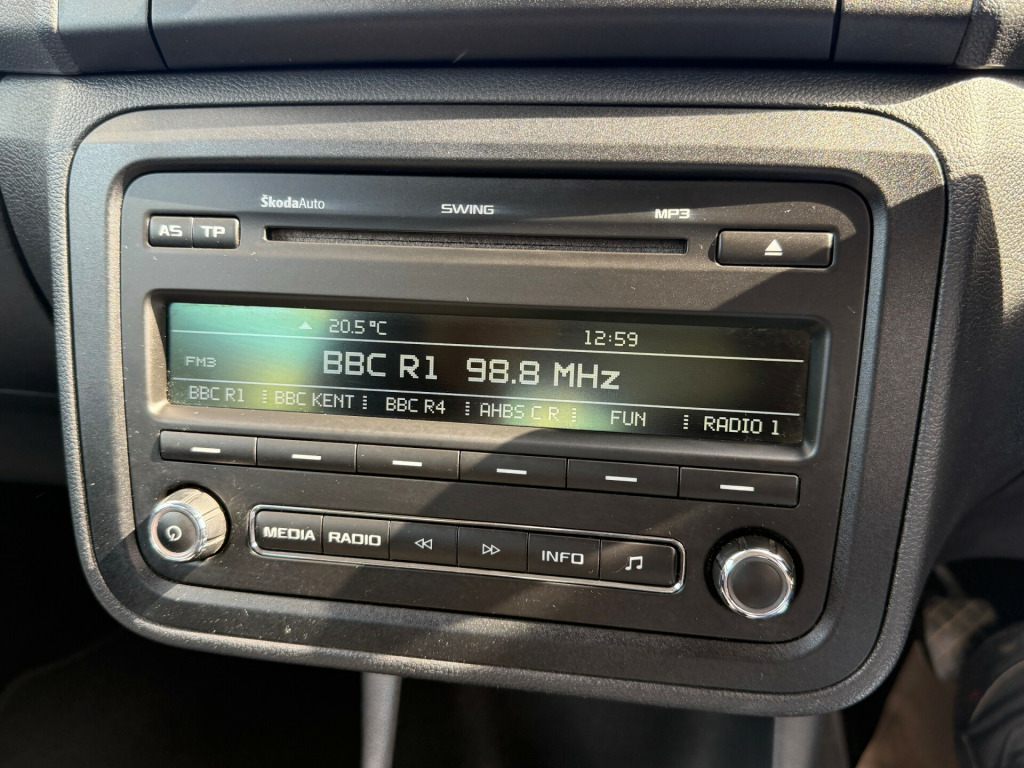 ŠkodaAuto SWING MP3
AS TP
20.5°C 12:59
FM3 BBC R1 98.8 MHz
BBC R1 BBC KENT BBC R4 AHBS C R FUN RADIO 1
MEDIA RADIO INFO